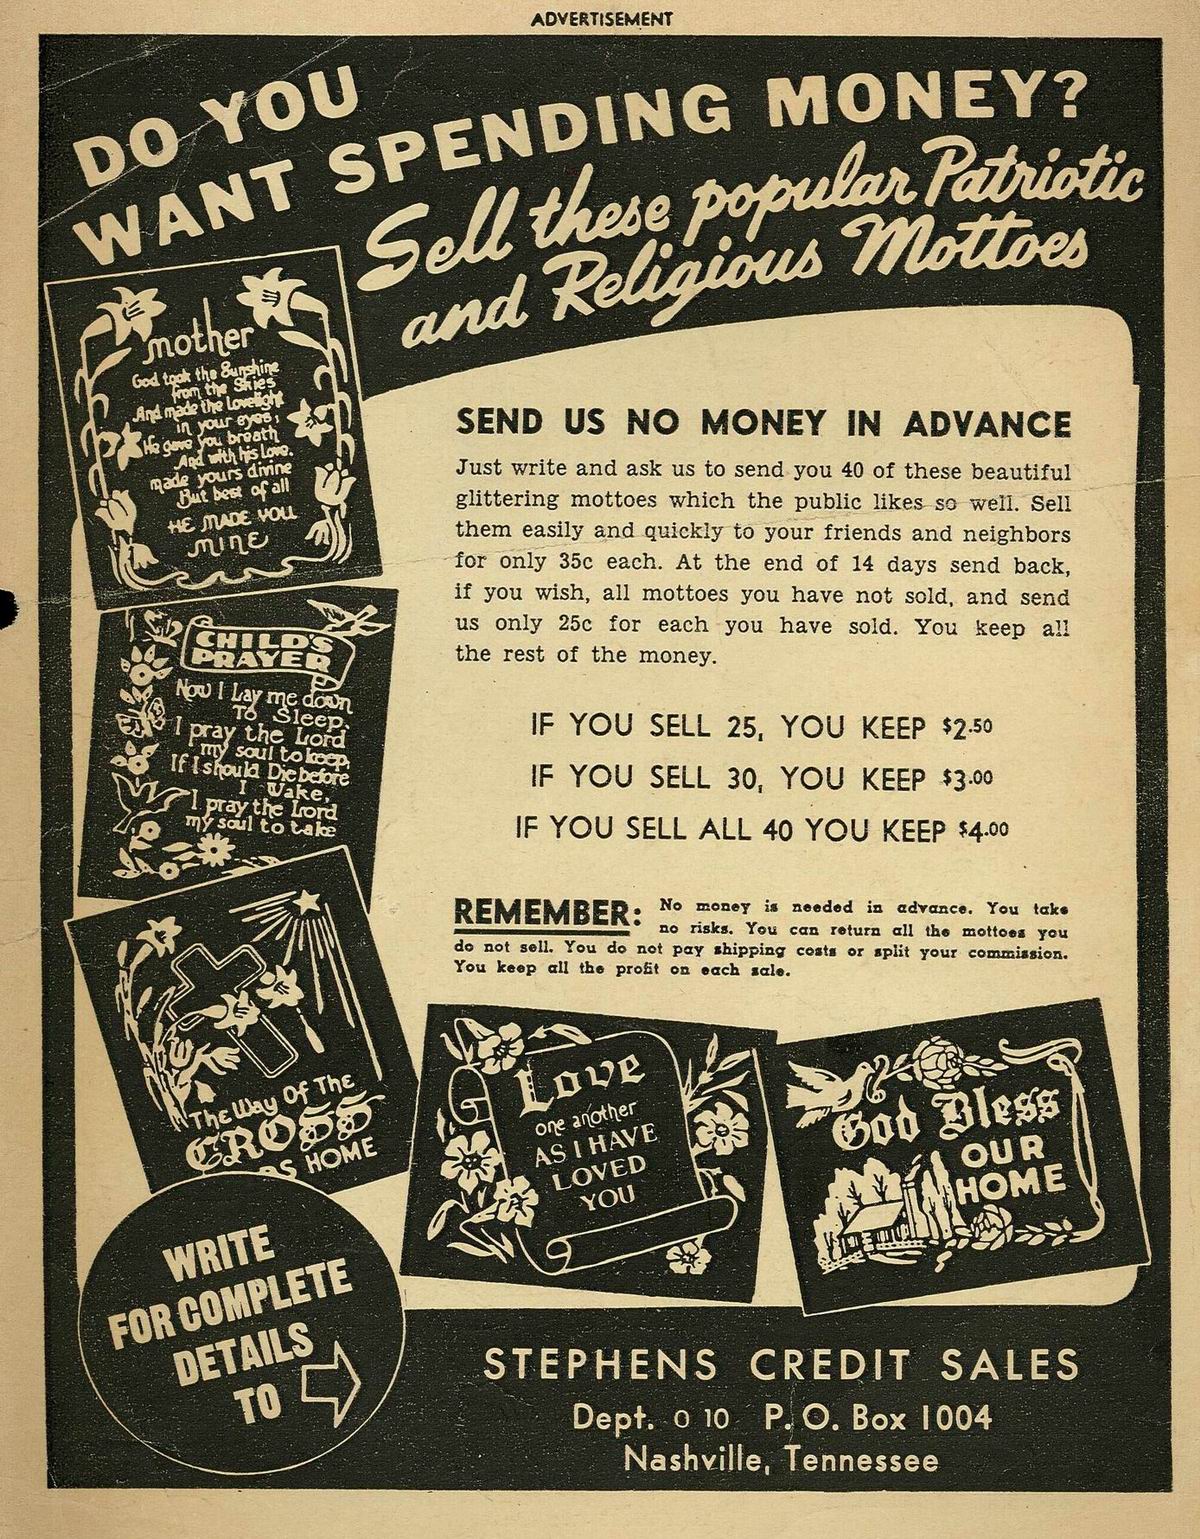 ADVERTISEMENT
DO YOU
WANT SPENDING MONEY?
Sell these popular Patriotic
and Religious Mottoes
mother
God took the Sunshine
from the Skies
And made the Lovelight
in your eyes,
He gave you breath
And with his Love.
made yours divine
But best of all
HE MADE YOU
MINE
CHILD'S
PRAYER
Now I Lay me down
To Sleep.
I pray the Lord
my soul to keep.
If I should Die before
I Wake,
I pray the Lord
my soul to take
The Way Of The
CROSS
HOME
SEND US NO MONEY IN ADVANCE
Just write and ask us to send you 40 of these beautiful
glittering mottoes which the public likes so well. Sell
them easily and quickly to your friends and neighbors
for only 35c each. At the end of 14 days send back,
if you wish, all mottoes you have not sold, and send
us only 25c for each you have sold. You keep all
the rest of the money.
IF YOU SELL 25, YOU KEEP $2.50
IF YOU SELL 30, YOU KEEP $3.00
IF YOU SELL ALL 40 YOU KEEP $4.00
REMEMBER: No money is needed in advance. You take
no risks. You can return all the mottoes you
do not sell. You do not pay shipping costs or split your commission.
You keep all the profit on each sale.
Love
one another
AS I HAVE
LOVED
YOU
God Bless
OUR
HOME
WRITE
FOR COMPLETE
DETAILS
TO
STEPHENS CREDIT SALES
Dept. O 10 P. O. Box 1004
Nashville, Tennessee